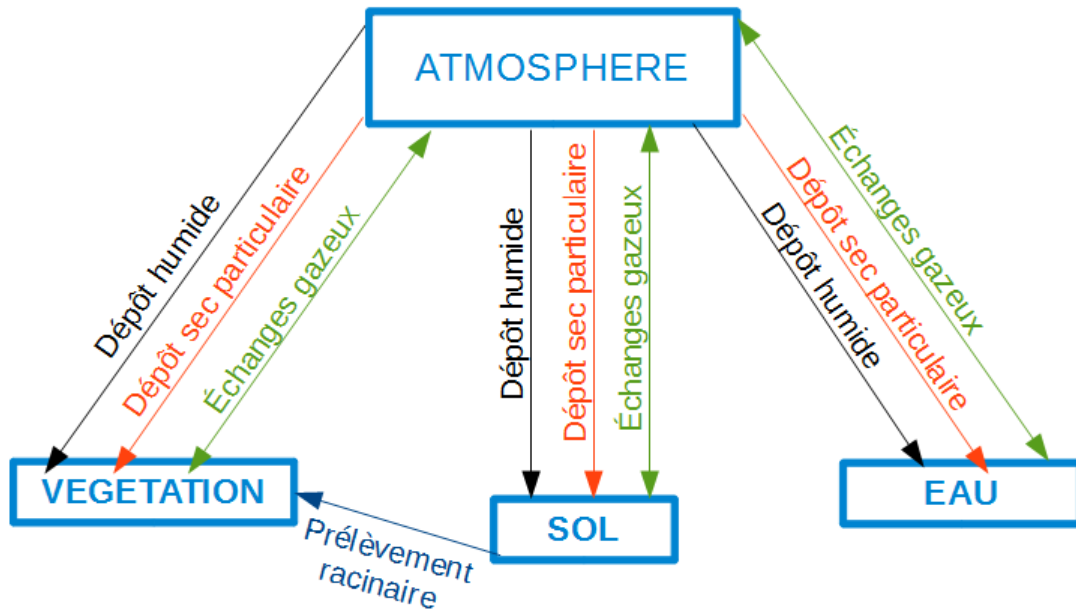 ATMOSPHERE
Dépôt humide
Dépôt sec particulaire
Échanges gazeux
Dépôt humide
Dépôt sec particulaire
Échanges gazeux
Dépôt humide
Dépôt sec particulaire
Échanges gazeux
VEGETATION
SOL
EAU
Prélèvement
racinaire